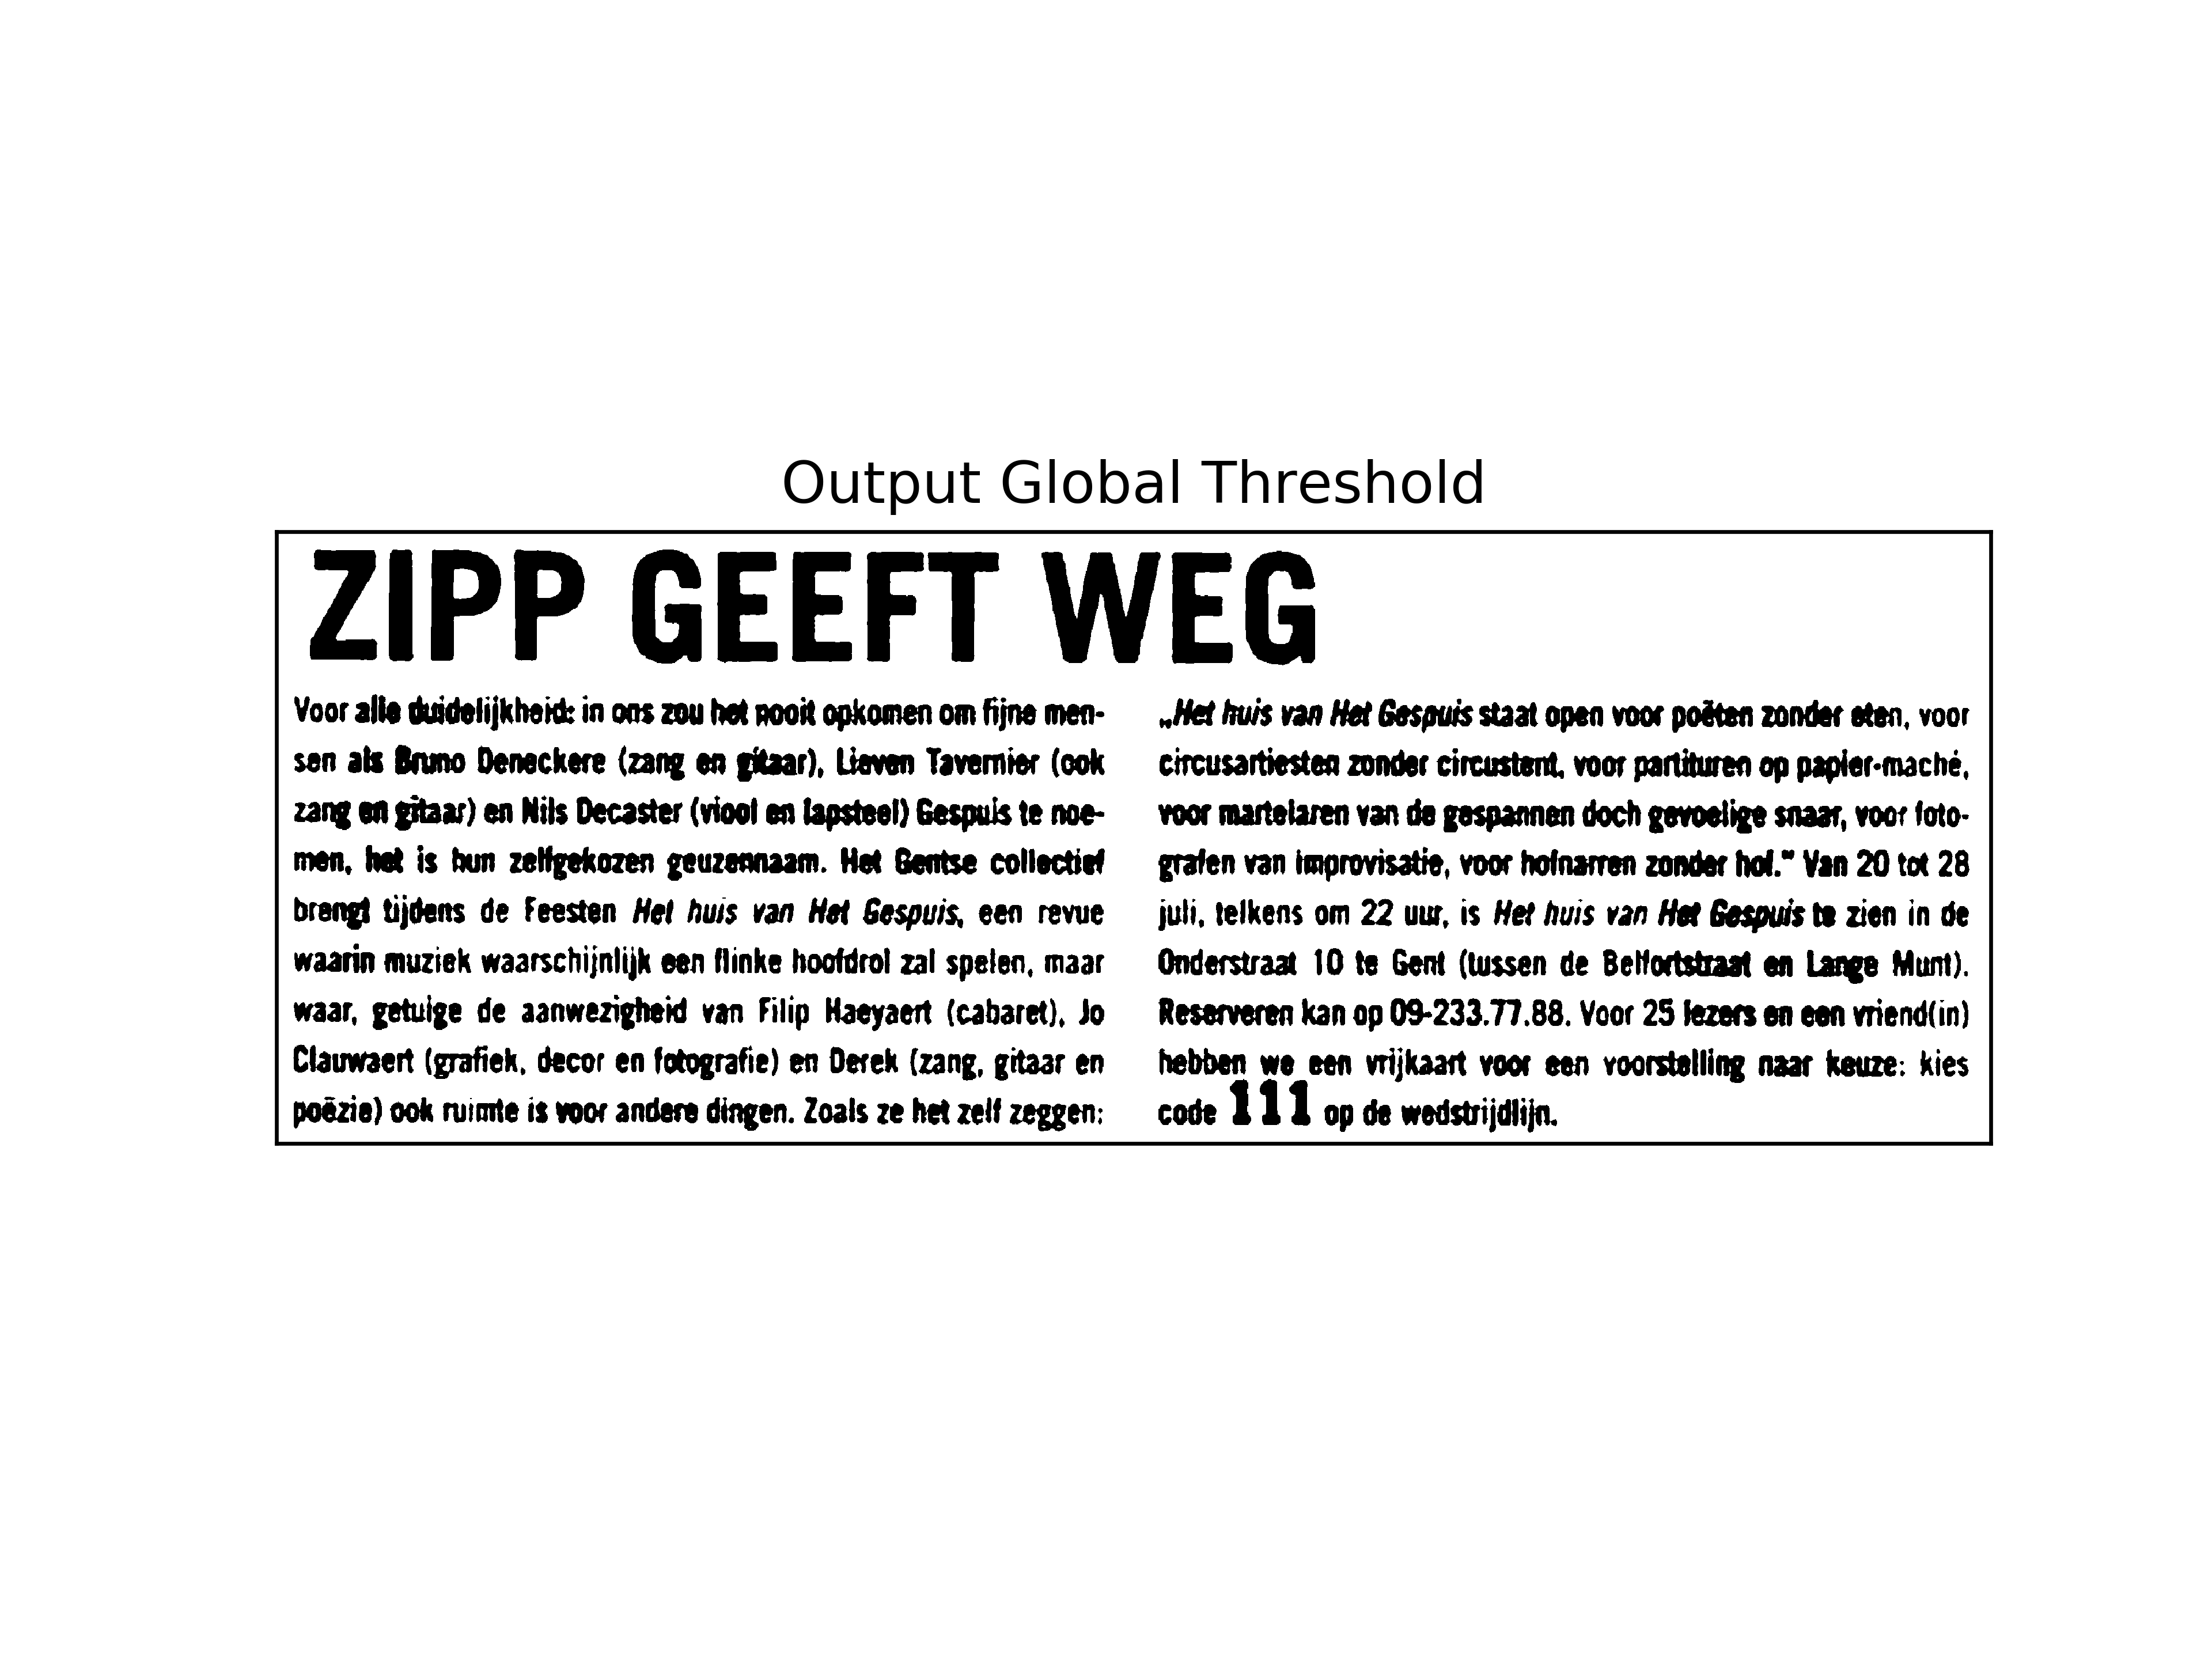 Output Global Threshold
ZIPP GEEFT WEG
Voor alle duidelijkheid: in ons zou het nooit opkomen om fijne men-
sen als Bruno Deneckere (zang en gitaar), Lieven Tavernier (ook
zang en gitaar) en Nils Decaster (viool en lapsteel) Gespuis te noe-
men, het is hun zelfgekozen geuzennaam. Het Gentse collectief
brengt tijdens de Feesten Het huis van Het Gespuis, een revue
waarin muziek waarschijnlijk een flinke hoofdrol zal spelen, maar
waar, getuige de aanwezigheid van Filip Haeyaert (cabaret), Jo
Clauwaert (grafiek, decor en fotografie) en Derek (zang, gitaar en
poëzie) ook ruimte is voor andere dingen. Zoals ze het zelf zeggen:
„Het huis van Het Gespuis staat open voor poëten zonder eten, voor
circusartiesten zonder circustent, voor partituren op papier-maché,
voor martelaren van de gespannen doch gevoelige snaar, voor foto-
grafen van improvisatie, voor hofnarren zonder hof." Van 20 tot 28
juli, telkens om 22 uur, is Het huis van Het Gespuis te zien in de
Onderstraat 10 te Gent (tussen de Belfortstraat en Lange Munt).
Reserveren kan op 09-233.77.88. Voor 25 lezers en een vriend(in)
hebben we een vrijkaart voor een voorstelling naar keuze: kies
code 111 op de wedstrijdlijn.